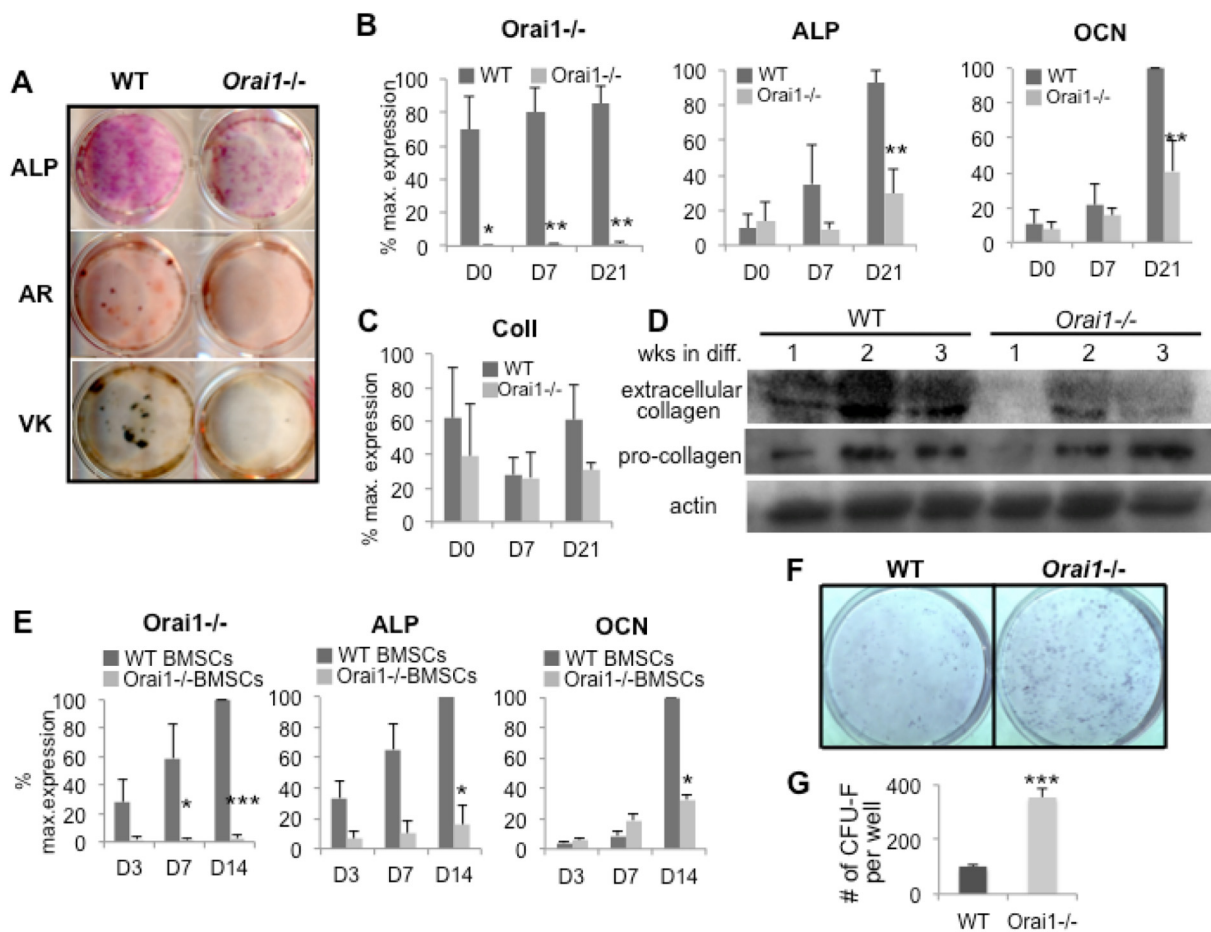 A
WT Orai1-/-
ALP
AR
VK
B
Orai1-/-
WT Orai1-/-
% max. expression
100
80
60
40
20
0
* ** **
D0 D7 D21
ALP
WT
Orai1-/-
100
80
60
40
20
0
**
D0 D7 D21
OCN
WT
Orai1-/-
100
80
60
40
20
0
**
D0 D7 D21
C
Coll
WT
Orai1-/-
% max. expression
100
80
60
40
20
0
D0 D7 D21
D
WT Orai1-/-
wks in diff. 1 2 3 1 2 3
extracellular
collagen
pro-collagen
actin
E
Orai1-/-
WT BMSCs
Orai1-/-BMSCs
%
max.expression
100
80
60
40
20
0
* ***
D3 D7 D14
ALP
WT BMSCs
Orai1-/-BMSCs
100
80
60
40
20
0
*
D3 D7 D14
OCN
WT BMSCs
Orai1-/-BMSCs
100
80
60
40
20
0
*
D3 D7 D14
F
WT Orai1-/-
G
# of CFU-F
per well
400
200
0
***
WT Orai1-/-